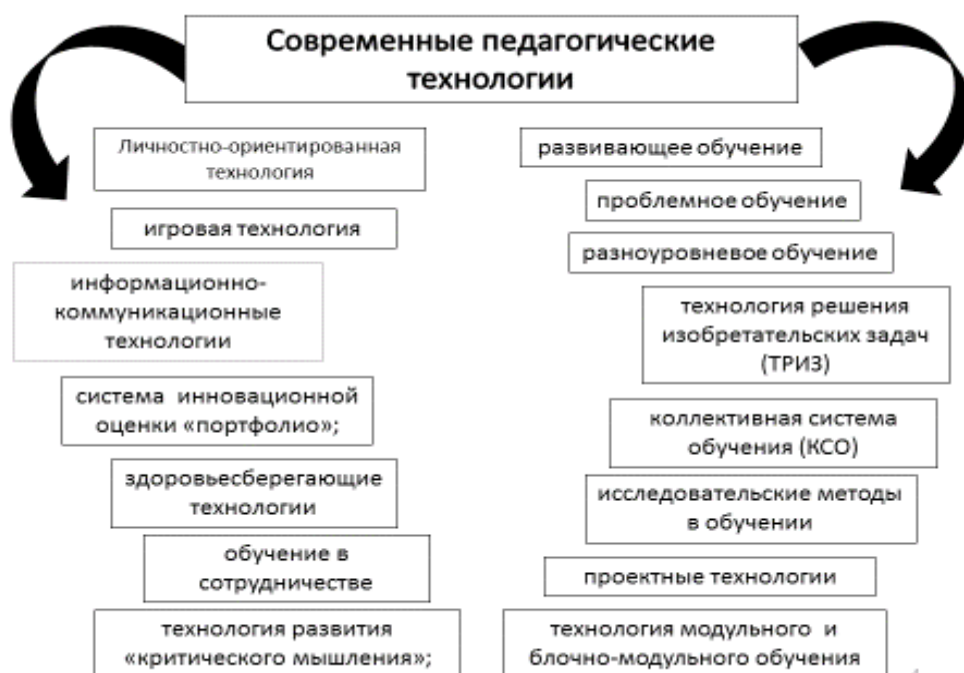 Современные педагогические
технологии
Личностно-ориентированная
технология
игровая технология
информационно-
коммуникационные
технологии
система инновационной
оценки «портфолио»;
здоровьесберегающие
технологии
обучение в
сотрудничестве
технология развития
«критического мышления»;
развивающее обучение
проблемное обучение
разноуровневое обучение
технология решения
изобретательских задач
(ТРИЗ)
коллективная система
обучения (КСО)
исследовательские методы
в обучении
проектные технологии
технология модульного и
блочно-модульного обучения